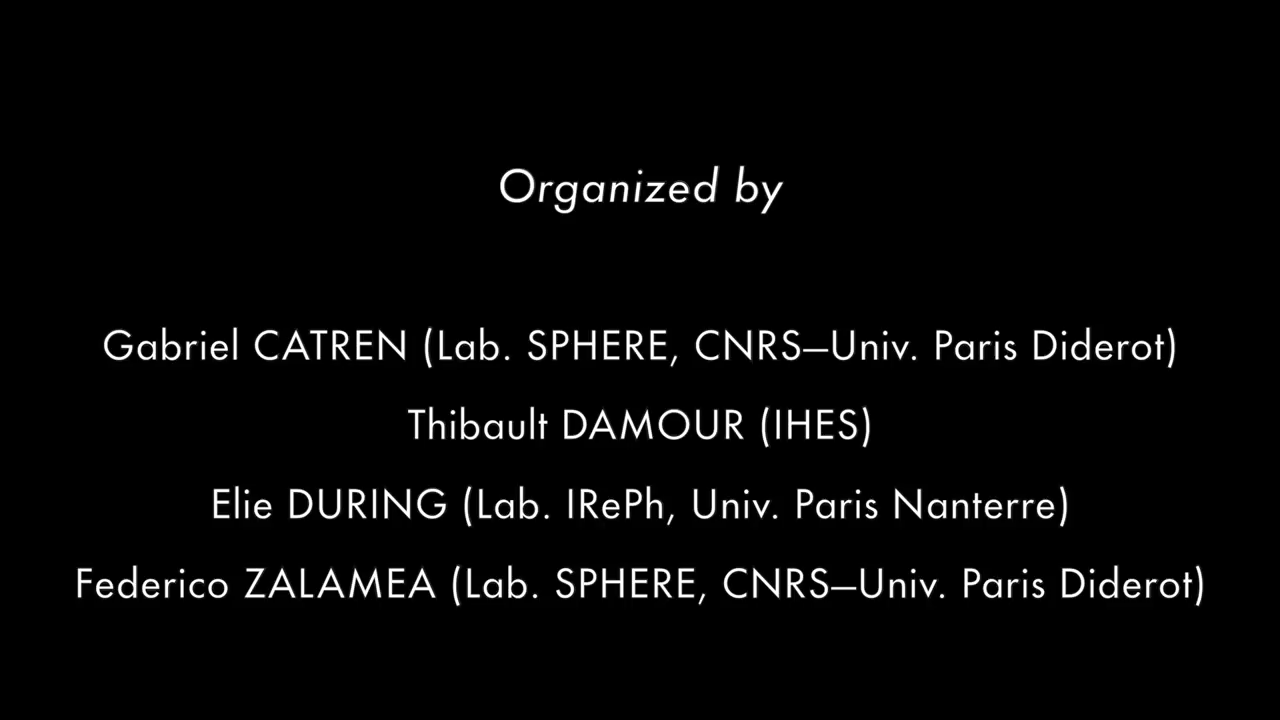 Organized by
Gabriel CATREN (Lab. SPHERE, CNRS—Univ. Paris Diderot)
Thibault DAMOUR (IHES)
Elie DURING (Lab. IRePh, Univ. Paris Nanterre)
Federico ZALAMEA (Lab. SPHERE, CNRS—Univ. Paris Diderot)